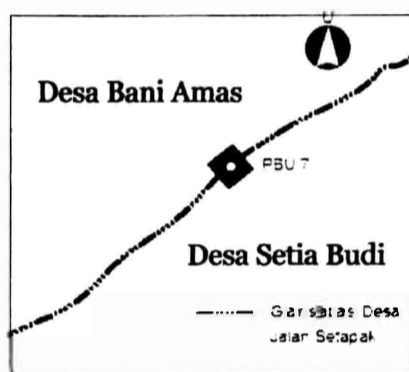 U
Desa Bani Amas
PBU 7
Desa Setia Budi
Garis Batas Desa
Jalan Setapak